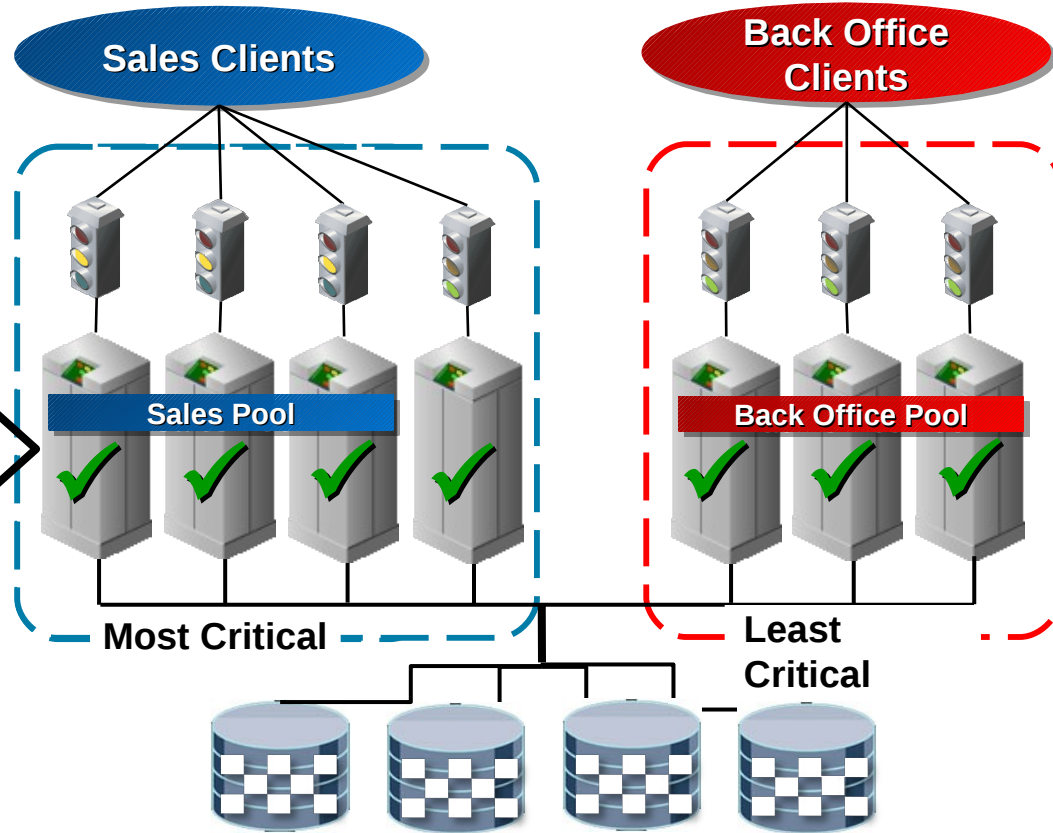 Sales Clients
Back Office
Clients
Sales Pool
Back Office Pool
Most Critical
Least
Critical